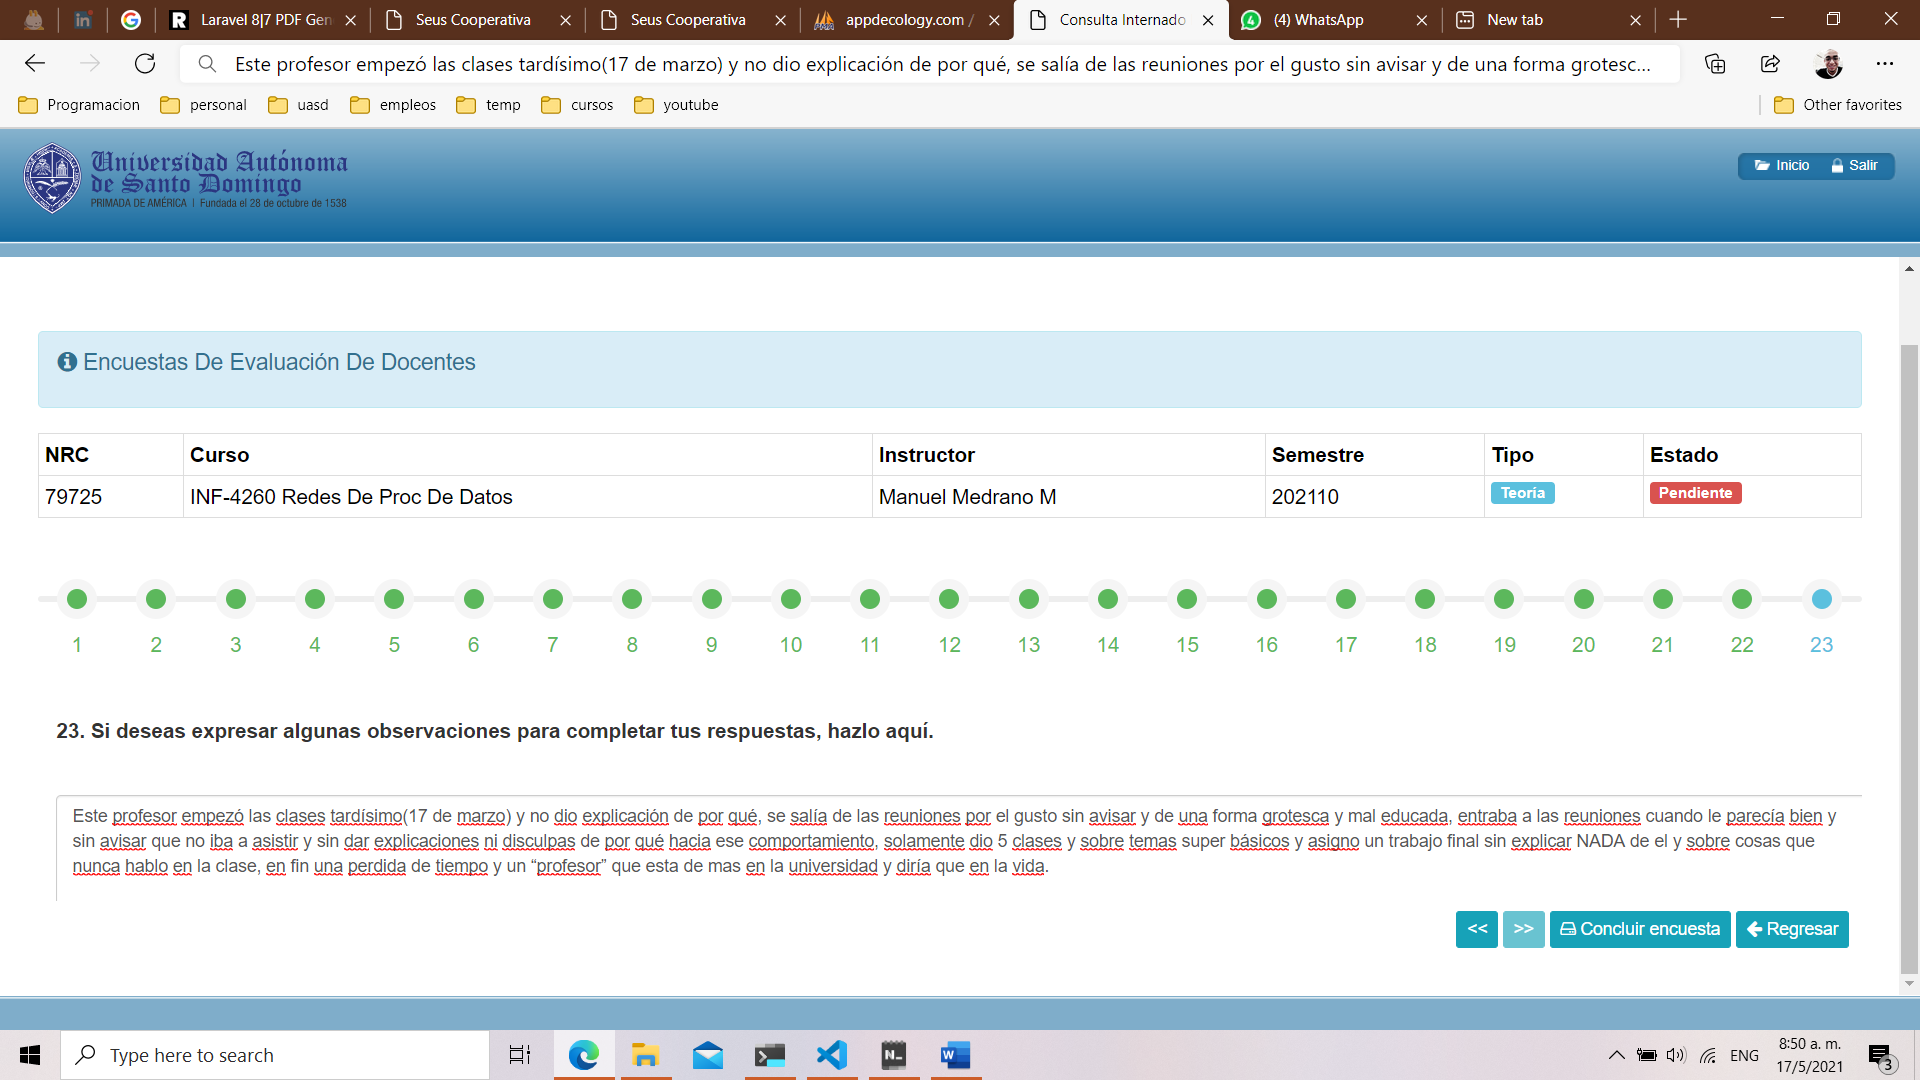 Laravel 8|7 PDF Gen
Seus Cooperativa
Seus Cooperativa
appdecology.com /
Consulta Internado
(4) WhatsApp
New tab
Este profesor empezó las clases tardísimo(17 de marzo) y no dio explicación de por qué, se salía de las reuniones por el gusto sin avisar y de una forma grotesc...
Programacion
personal
uasd
empleos
temp
cursos
youtube
Other favorites
Universidad Autónoma
de Santo Domingo
PRIMADA DE AMÉRICA | Fundada el 28 de octubre de 1538
Inicio
Salir
Encuestas De Evaluación De Docentes
NRC Curso Instructor Semestre Tipo Estado
79725 INF-4260 Redes De Proc De Datos Manuel Medrano M 202110 Teoría Pendiente
1 2 3 4 5 6 7 8 9 10 11 12 13 14 15 16 17 18 19 20 21 22 23
23. Si deseas expresar algunas observaciones para completar tus respuestas, hazlo aquí.
Este profesor empezó las clases tardísimo(17 de marzo) y no dio explicación de por qué, se salía de las reuniones por el gusto sin avisar y de una forma grotesca y mal educada, entraba a las reuniones cuando le parecía bien y
sin avisar que no iba a asistir y sin dar explicaciones ni disculpas de por qué hacia ese comportamiento, solamente dio 5 clases y sobre temas super básicos y asigno un trabajo final sin explicar NADA de el y sobre cosas que
nunca hablo en la clase, en fin una perdida de tiempo y un “profesor” que esta de mas en la universidad y diría que en la vida.
<< >> Concluir encuesta Regresar
Type here to search
ENG
8:50 a. m.
17/5/2021
3